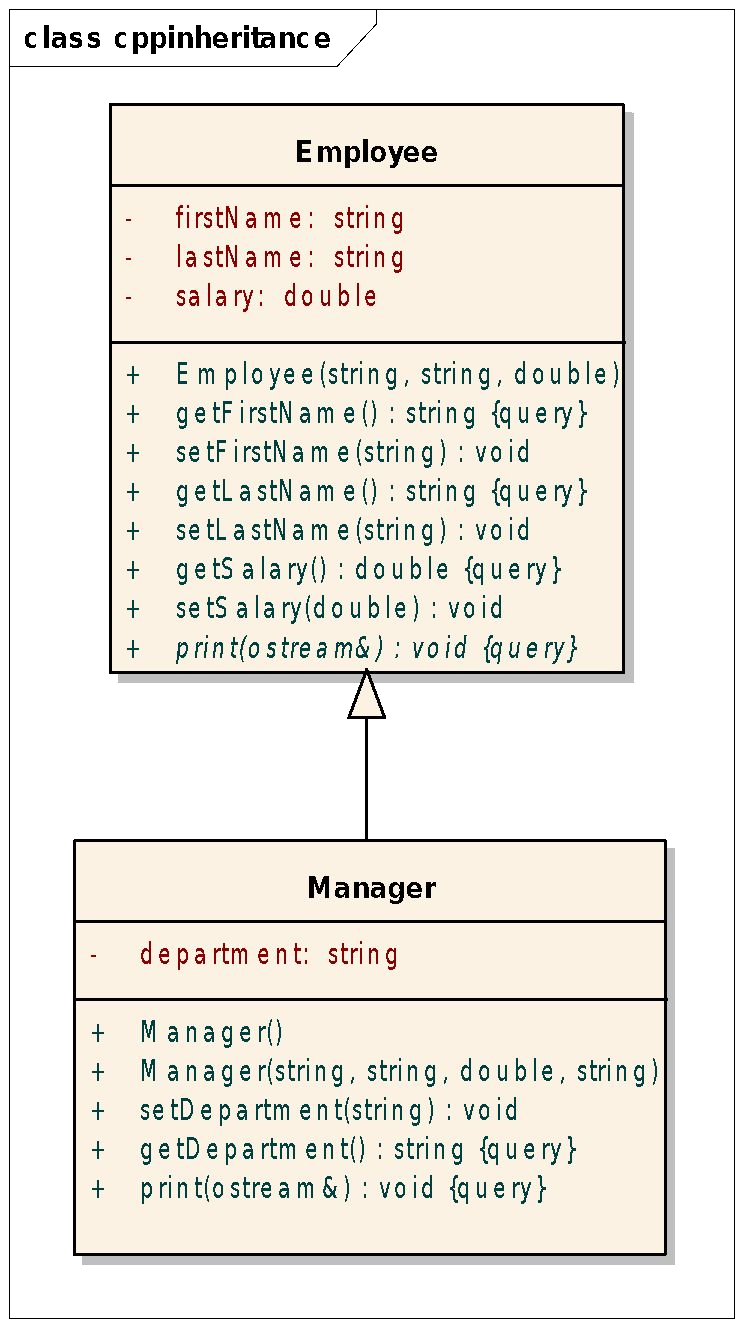 class cppinheritance
Employee
- firstName: string
- lastName: string
- salary: double
+ Employee(string, string, double)
+ getFirstName() : string {query}
+ setFirstName(string) : void
+ getLastName() : string {query}
+ setLastName(string) : void
+ getSalary() : double {query}
+ setSalary(double) : void
+ print(ostream&) : void {query}
Manager
- department: string
+ Manager()
+ Manager(string, string, double, string)
+ setDepartment(string) : void
+ getDepartment() : string {query}
+ print(ostream&) : void {query}